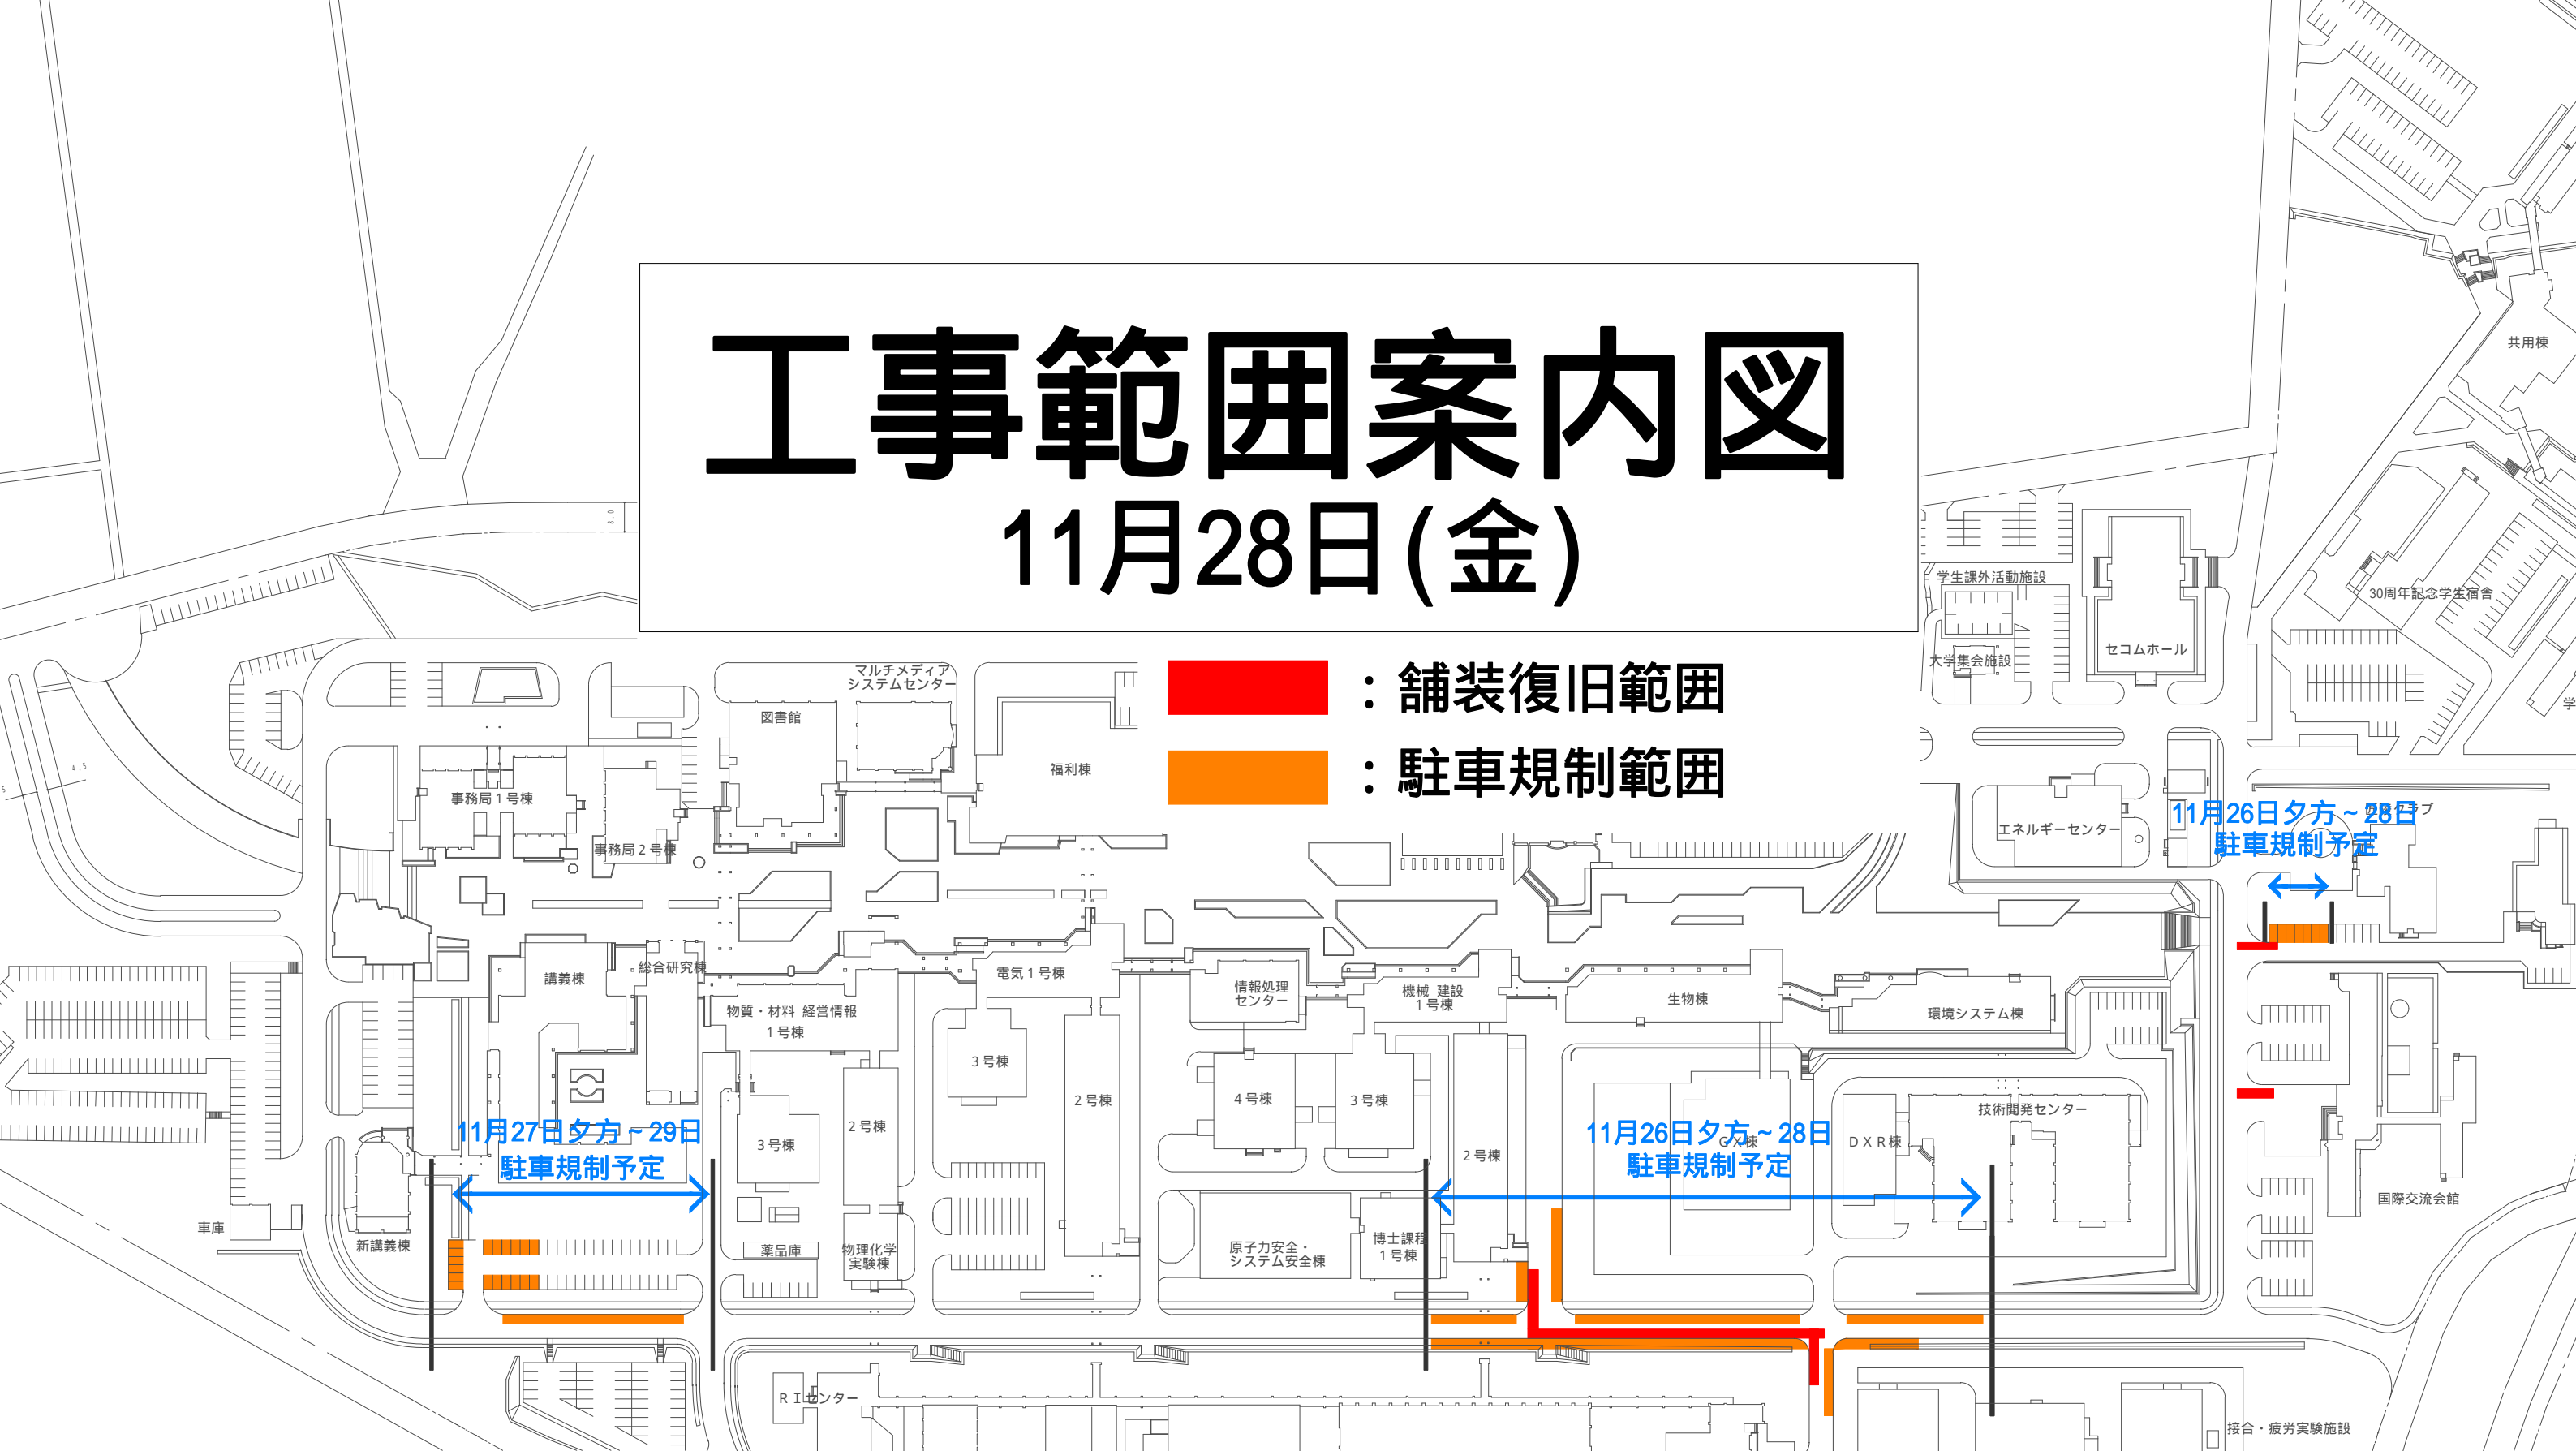 工事範囲案内図
11月28日(金)
：舗装復旧範囲
：駐車規制範囲
共用棟
30周年記念学生宿舎
学生課外活動施設
セコムホール
大学集会施設
学
8.0
4.5
5
マルチメディア
システムセンター
図書館
福利棟
事務局1号棟
事務局2号棟
エネルギーセンター
クラブ
11月26日夕方～28日
駐車規制予定
講義棟
総合研究棟
電気1号棟
情報処理
センター
機械 建設
1号棟
生物棟
環境システム棟
物質・材料 経営情報
1号棟
3号棟
2号棟
4号棟
3号棟
技術開発センター
11月27日夕方～29日
駐車規制予定
3号棟
2号棟
2号棟
11月26日夕方～28日
駐車規制予定
GX棟
DXR棟
国際交流会館
車庫
新講義棟
薬品庫
物理化学
実験棟
原子力安全・
システム安全棟
博士課程
1号棟
RIセンター
接合・疲労実験施設